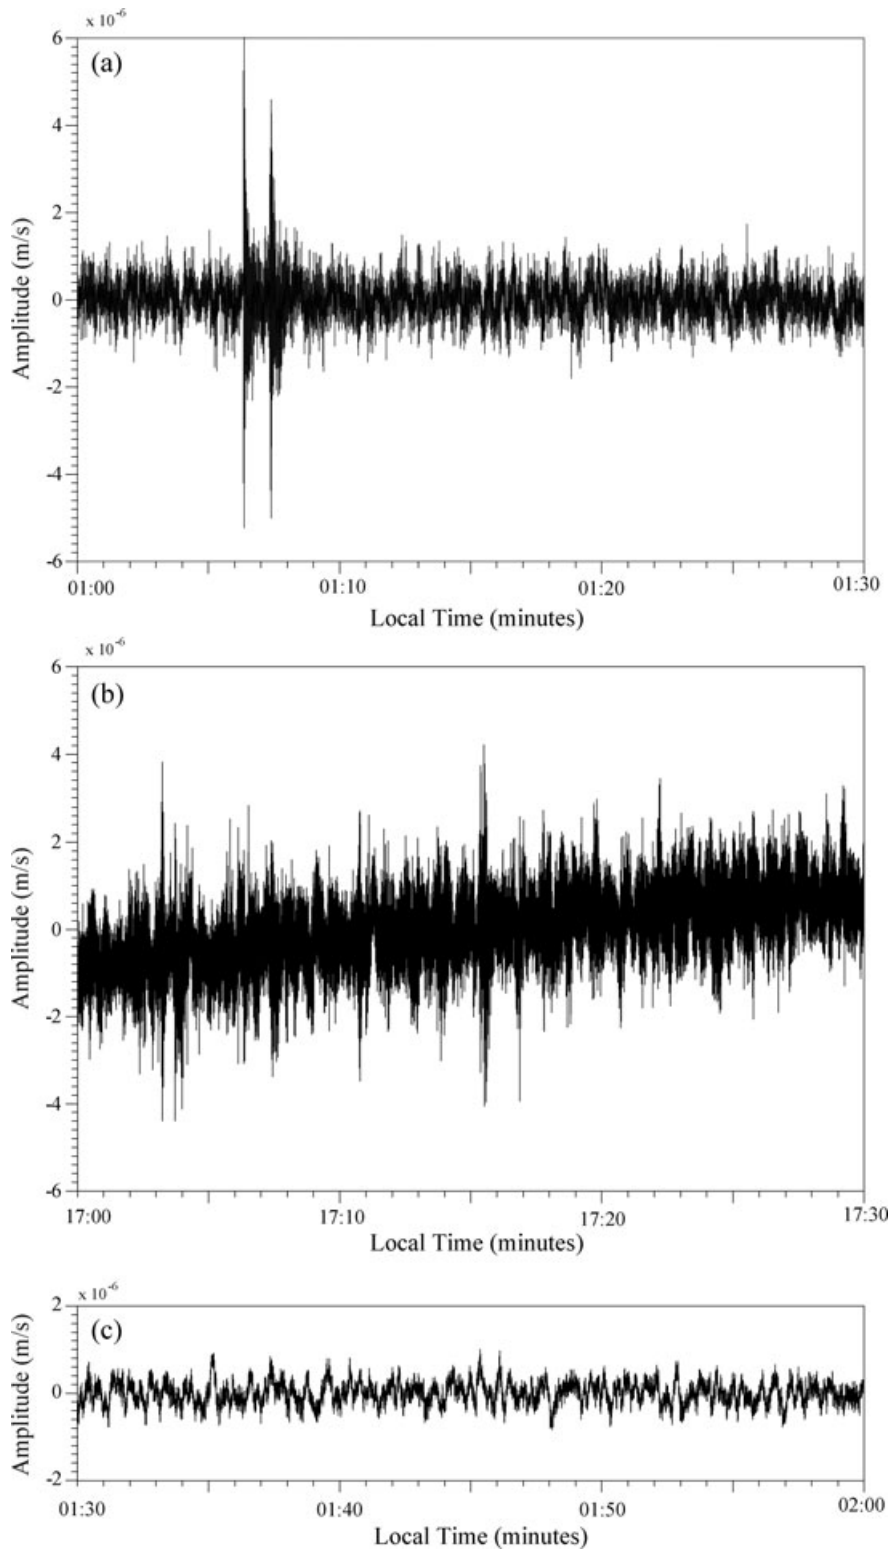 x 10-6
6
(a)
4
2
0
-2
-4
-6
Amplitude (m/s)
01:00 01:10 01:20 01:30
Local Time (minutes)
x 10-6
6
(b)
4
2
0
-2
-4
-6
Amplitude (m/s)
17:00 17:10 17:20 17:30
Local Time (minutes)
x 10-6
2
(c)
0
-2
Amplitude (m/s)
01:30 01:40 01:50 02:00
Local Time (minutes)